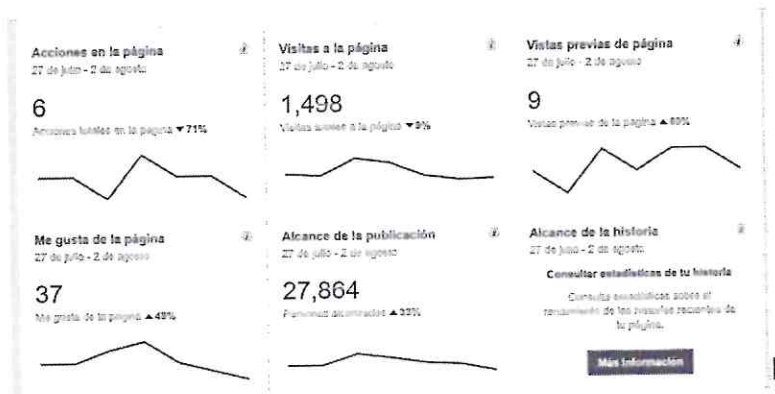 Acciones en la página
27 de julio - 2 de agosto
6
Acciones totales en la página ▼71%
Visitas a la página
27 de julio - 2 de agosto
1,498
Visitas totales a la página ▼9%
Vistas previas de página
27 de julio - 2 de agosto
9
Vistas previas de la página ▲
Me gusta de la página
27 de julio - 2 de agosto
37
Me gusta de la página ▲
Alcance de la publicación
27 de julio - 2 de agosto
27,864
Personas alcanzadas ▲
Alcance de la historia
27 de julio - 2 de agosto
Consultar estadísticas de tu historia
Consulta estadísticas sobre el
rendimiento de las historias recientes de
tu página.
Más información